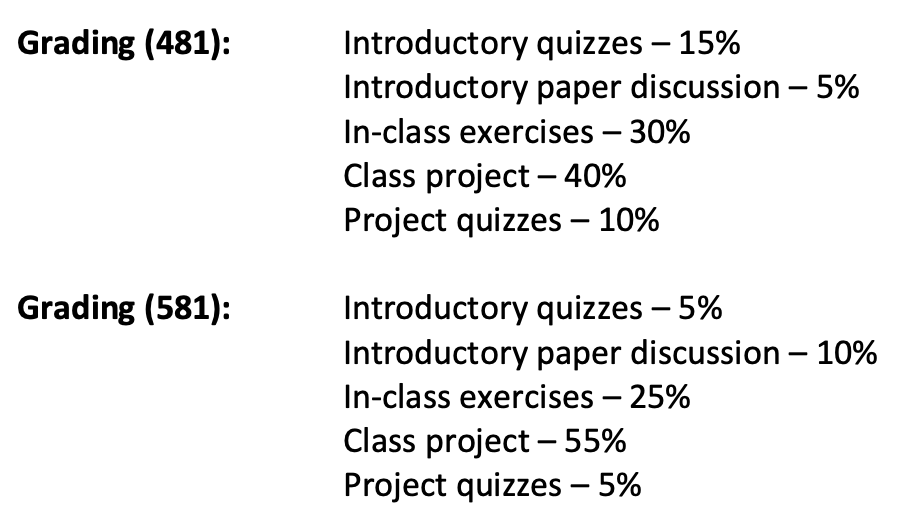 Grading (481): Introductory quizzes – 15%
Introductory paper discussion – 5%
In-class exercises – 30%
Class project – 40%
Project quizzes – 10%
Grading (581): Introductory quizzes – 5%
Introductory paper discussion – 10%
In-class exercises – 25%
Class project – 55%
Project quizzes – 5%